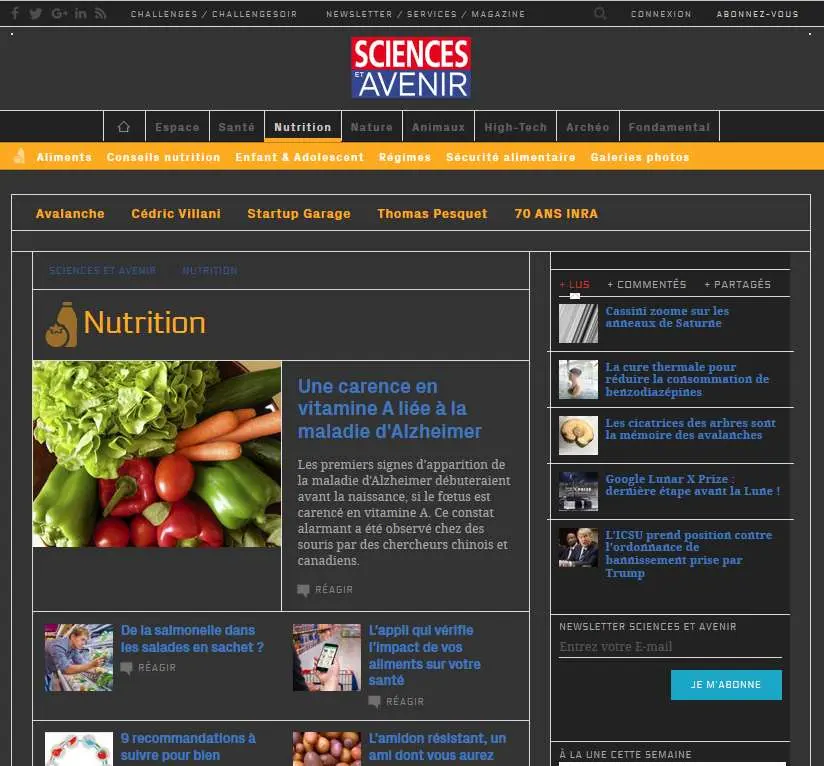 CHALLENGES / CHALLENGESOIR
NEWSLETTER / SERVICES / MAGAZINE
CONNEXION
ABONNEZ-VOUS
SCIENCES
ET AVENIR
Espace
Santé
Nutrition
Nature
Animaux
High-Tech
Archéo
Fondamental
Aliments
Conseils nutrition
Enfant & Adolescent
Régimes
Sécurité alimentaire
Galeries photos
Avalanche
Cédric Villani
Startup Garage
Thomas Pesquet
70 ANS INRA
SCIENCES ET AVENIR
NUTRITION
Nutrition
Une carence en
vitamine A liée à la
maladie d'Alzheimer
Les premiers signes d'apparition de
la maladie d'Alzheimer débuteraient
avant la naissance, si le fœtus est
carencé en vitamine A. Ce constat
alarmant a été observé chez des
souris par des chercheurs chinois et
canadiens.
RÉAGIR
De la salmonelle dans
les salades en sachet ?
RÉAGIR
L'appli qui vérifie
l'impact de vos
aliments sur votre
santé
RÉAGIR
9 recommandations à
suivre pour bien
L'amidon résistant, un
ami dont vous aurez
+ LUS
+ COMMENTÉS
+ PARTAGÉS
Cassini zoome sur les
anneaux de Saturne
La cure thermale pour
réduire la consommation de
benzodiazépines
Les cicatrices des arbres sont
la mémoire des avalanches
Google Lunar X Prize :
dernière étape avant la Lune !
L'ICSU prend position contre
l'ordonnance de
bannissement prise par
Trump
NEWSLETTER SCIENCES ET AVENIR
Entrez votre E-mail
JE M'ABONNE
À LA UNE CETTE SEMAINE